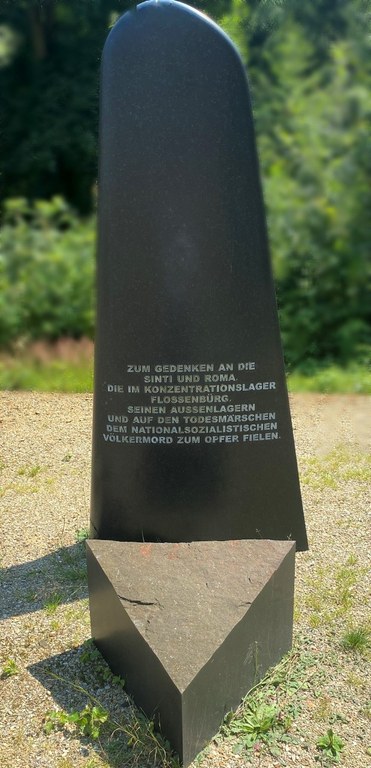 ZUM GEDENKEN AN DIE
SINTI UND ROMA,
DIE IM KONZENTRATIONSLAGER
FLOSSENBÜRG,
SEINEN AUSSENLAGERN
UND AUF DEN TODESMÄRSCHEN
DEM NATIONALSOZIALISTISCHEN
VÖLKERMORD ZUM OPFER FIELEN.